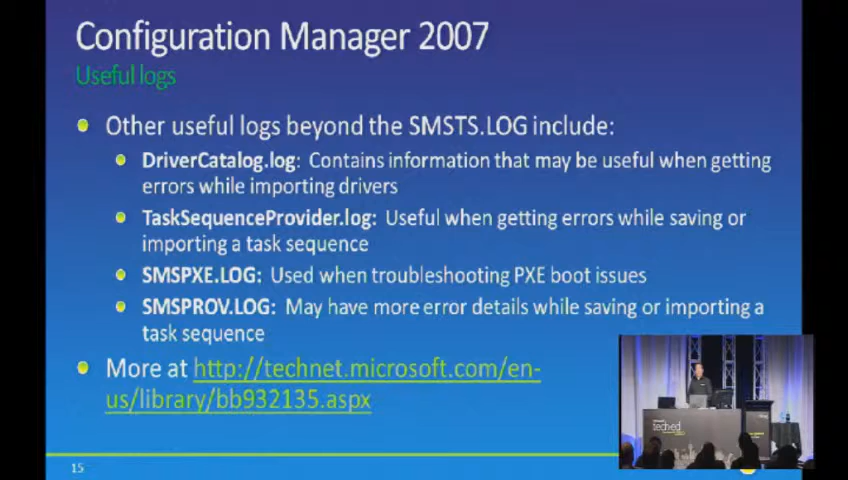 Configuration Manager 2007
Useful logs
Other useful logs beyond the SMSTS.LOG include:
DriverCatalog.log: Contains information that may be useful when getting
errors while importing drivers
TaskSequenceProvider.log: Useful when getting errors while saving or
importing a task sequence
SMSPXE.LOG: Used when troubleshooting PXE boot issues
SMSPROV.LOG: May have more error details while saving or importing a
task sequence
More at http://technet.microsoft.com/en-
us/library/bb932135.aspx
teched
15